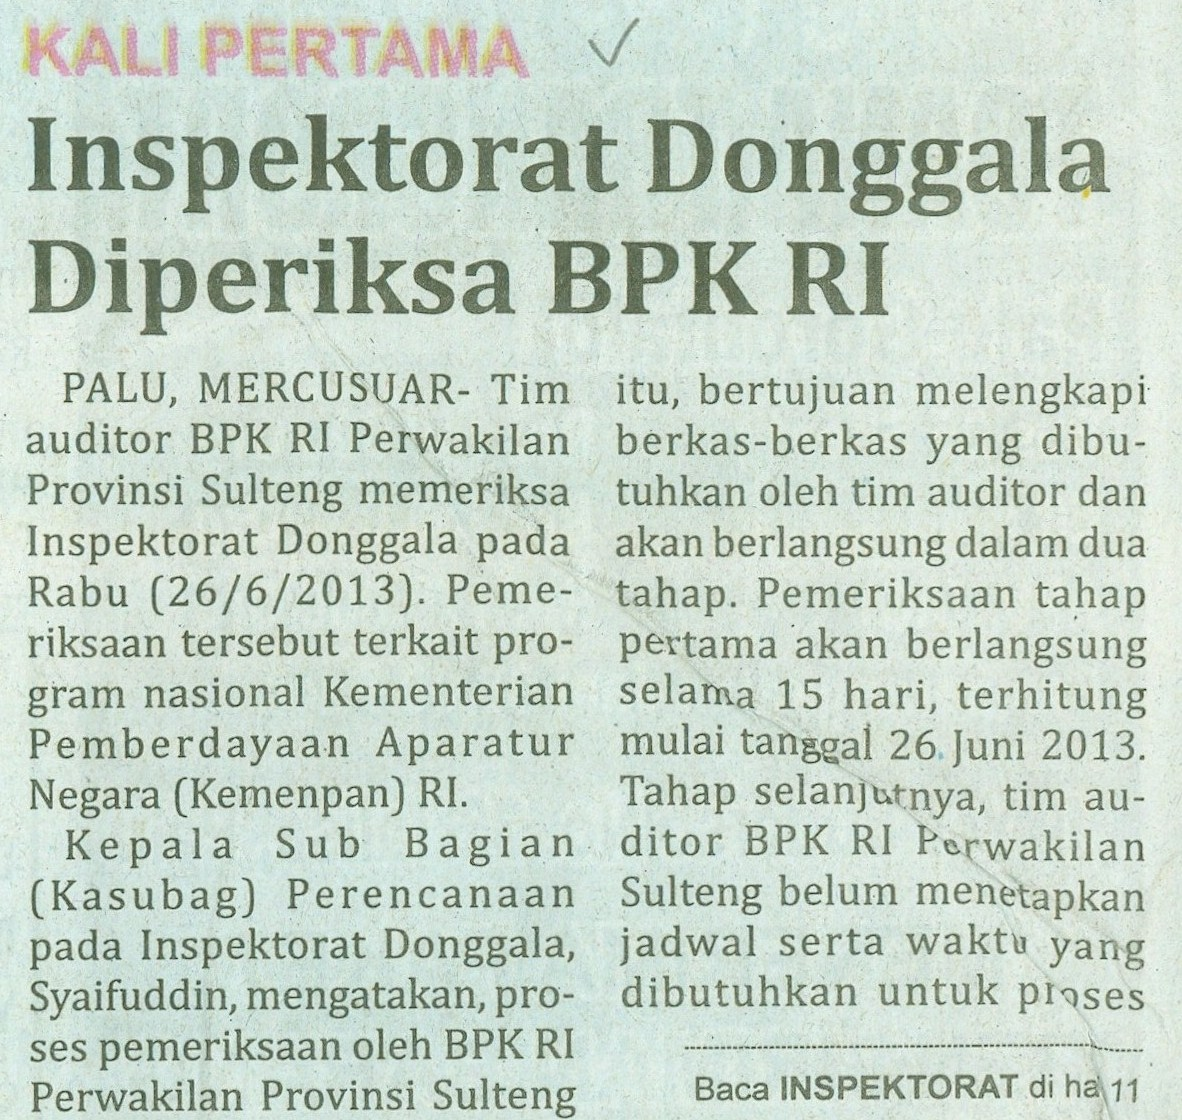 KALI PERTAMA
Inspektorat Donggala
Diperiksa BPK RI
PALU, MERCUSUAR- Tim
auditor BPK RI Perwakilan
Provinsi Sulteng memeriksa
Inspektorat Donggala pada
Rabu (26/6/2013). Peme-
riksaan tersebut terkait pro-
gram nasional Kementerian
Pemberdayaan Aparatur
Negara (Kemenpan) RI.
Kepala Sub Bagian
(Kasubag) Perencanaan
pada Inspektorat Donggala,
Syaifuddin, mengatakan, pro-
ses pemeriksaan oleh BPK RI
Perwakilan Provinsi Sulteng
itu, bertujuan melengkapi
berkas-berkas yang dibu-
tuhkan oleh tim auditor dan
akan berlangsung dalam dua
tahap. Pemeriksaan tahap
pertama akan berlangsung
selama 15 hari, terhitung
mulai tanggal 26 Juni 2013.
Tahap selanjutnya, tim au-
ditor BPK RI Perwakilan
Sulteng belum menetapkan
jadwal serta waktu yang
dibutuhkan untuk proses
Baca INSPEKTORAT di hal 11